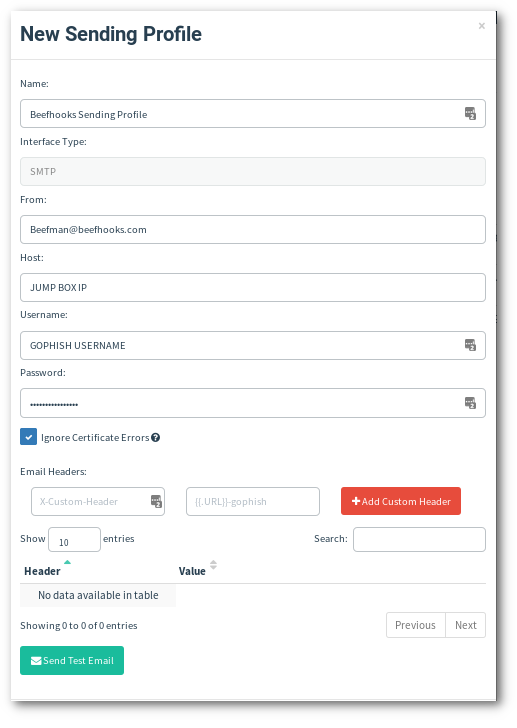 New Sending Profile
×
Name:
Beefhooks Sending Profile
Interface Type:
SMTP
From:
Beefman@beefhooks.com
Host:
JUMP BOX IP
Username:
GOPHISH USERNAME
Password:
••••••••••••••••
Ignore Certificate Errors
Email Headers:
X-Custom-Header {{.URL}}-gophish Add Custom Header
Show 10 entries Search:
Header Value
No data available in table
Showing 0 to 0 of 0 entries Previous Next
Send Test Email